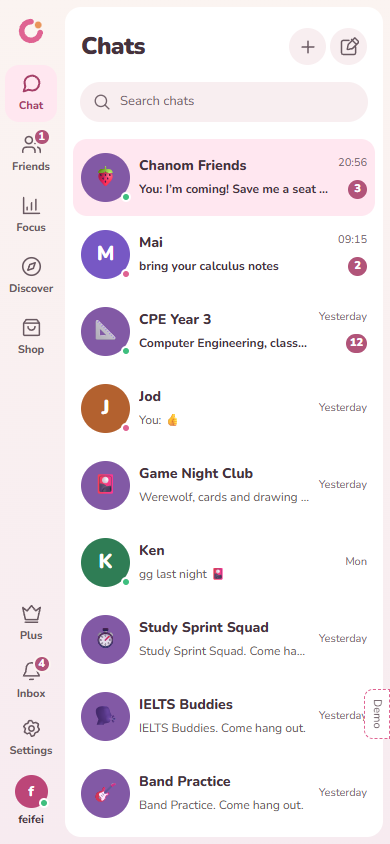 Chats
Search chats
Chat
1
Friends
Focus
Discover
Shop
Plus
4
Inbox
Settings
f
feifei
Chanom Friends 20:56
You: I'm coming! Save me a seat ... 3
M
Mai 09:15
bring your calculus notes 2
CPE Year 3 Yesterday
Computer Engineering, class... 12
J
Jod Yesterday
You: 👍
Game Night Club Yesterday
Werewolf, cards and drawing ...
K
Ken Mon
gg last night 🎴
Study Sprint Squad Yesterday
Study Sprint Squad. Come ha...
IELTS Buddies Yesterday
IELTS Buddies. Come hang out.
Demo
Band Practice Yesterday
Band Practice. Come hang out.